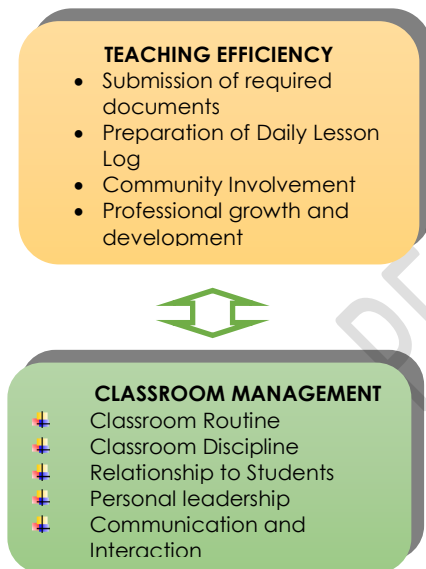 TEACHING EFFICIENCY
• Submission of required
documents
• Preparation of Daily Lesson
Log
• Community Involvement
• Professional growth and
development
CLASSROOM MANAGEMENT
Classroom Routine
Classroom Discipline
Relationship to Students
Personal leadership
Communication and
Interaction